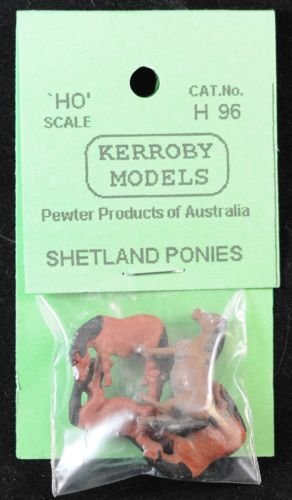 `HO' CAT.No.
SCALE H 96
KERROBY
MODELS
Pewter Products of Australia
SHETLAND PONIES